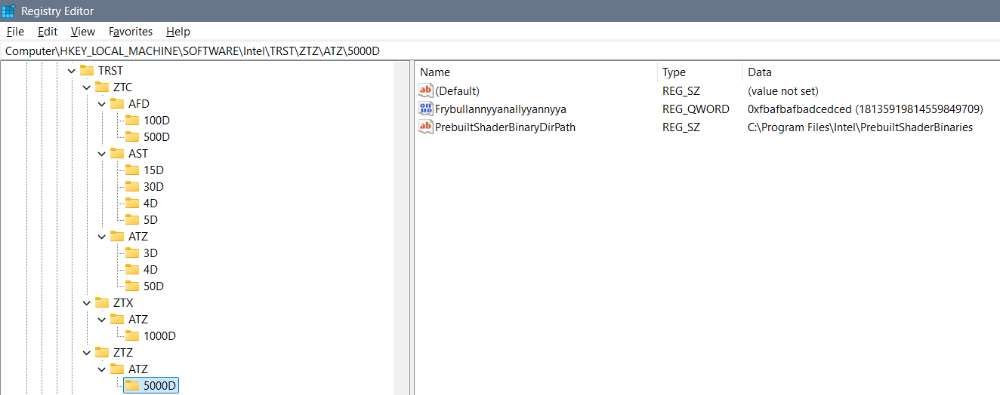 Registry Editor
File Edit View Favorites Help
Computer\HKEY_LOCAL_MACHINE\SOFTWARE\Intel\TRST\ZTZ\ATZ\5000D
TRST
ZTC
AFD
100D
500D
AST
15D
30D
4D
5D
ATZ
3D
4D
50D
ZTX
ATZ
1000D
ZTZ
ATZ
5000D
Name Type Data
(Default) REG_SZ (value not set)
Frybullannyyanallyyannyya REG_QWORD 0xfbafbafbadcedced (18135919814559849709)
PrebuiltShaderBinaryDirPath REG_SZ C:\Program Files\Intel\PrebuiltShaderBinaries